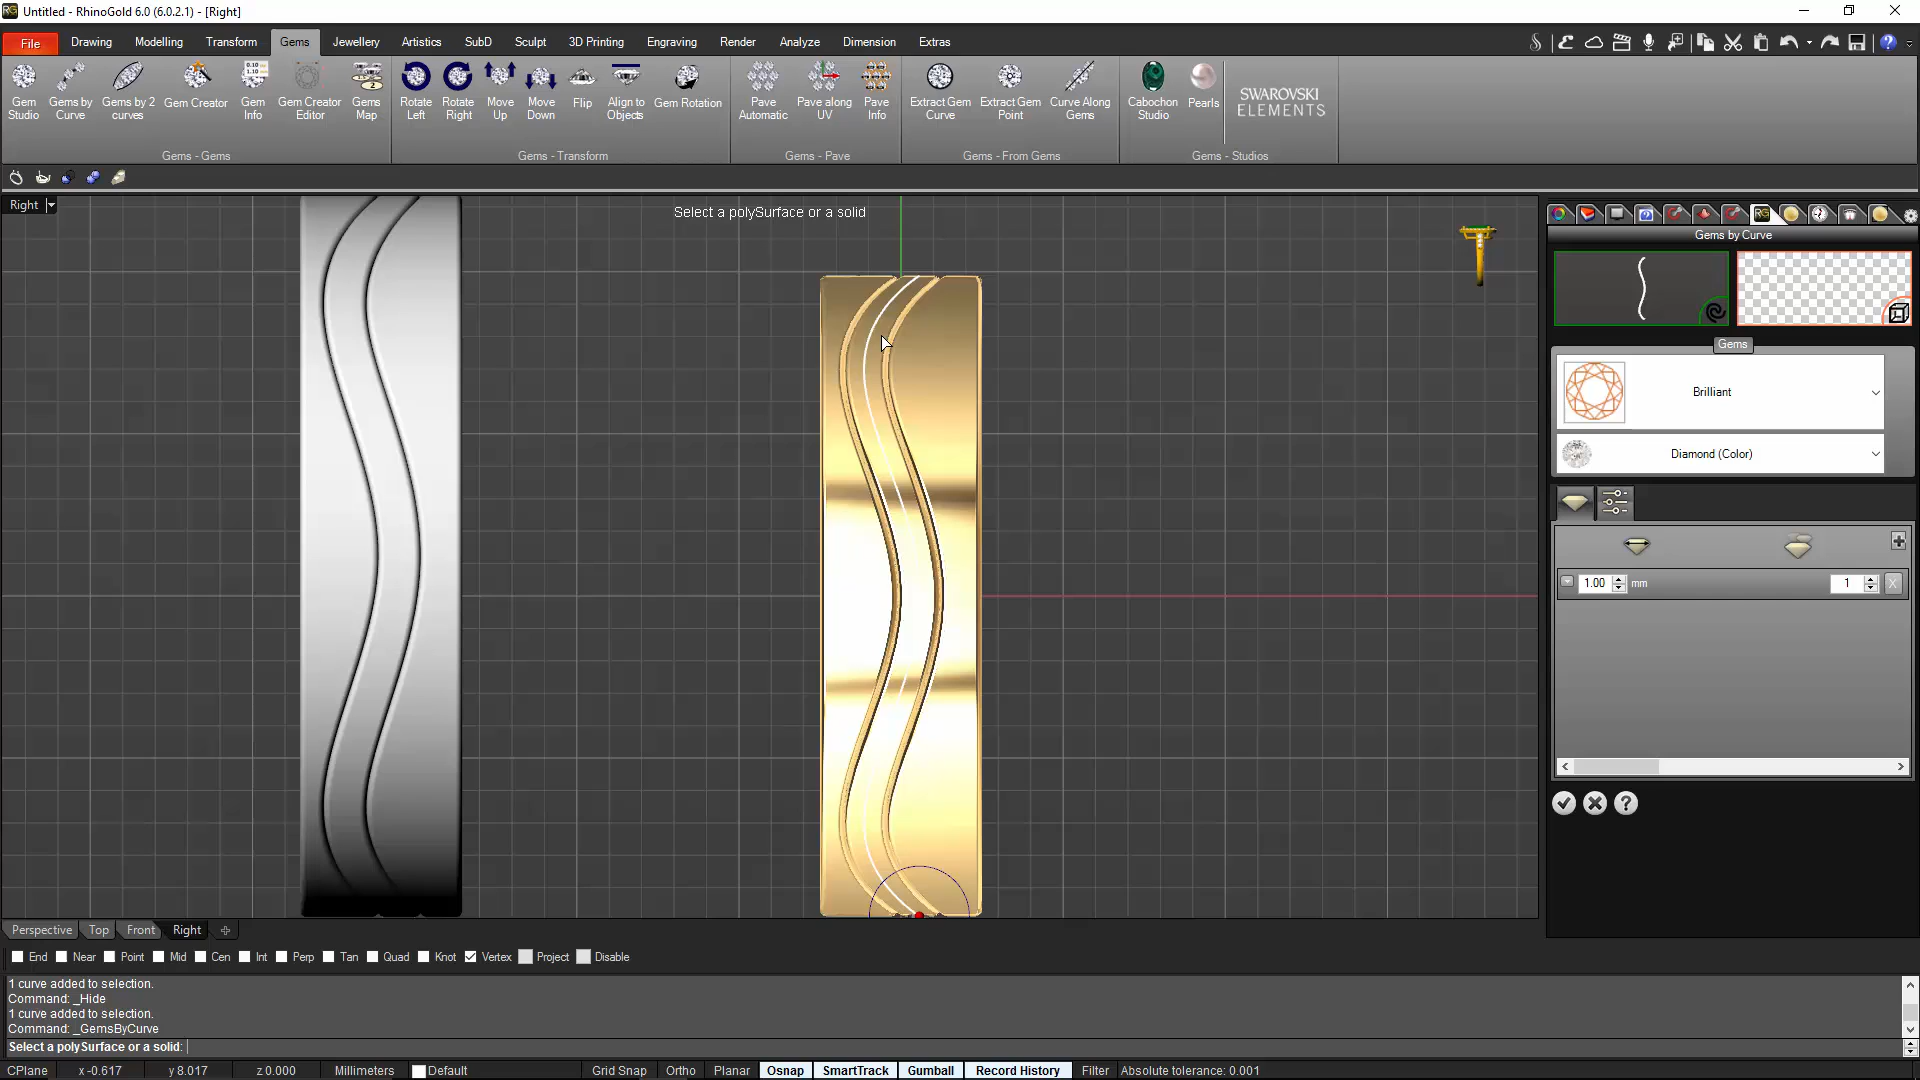 Untitled - RhinoGold 6.0 (6.0.2.1) - [Right]
File Drawing Modelling Transform Gems Jewellery Artistics SubD Sculpt 3D Printing Engraving Render Analyze Dimension Extras
Gem Studio
Gems by Curve
Gems by 2 curves
Gem Creator
Gem Info
Gem Creator Editor
Gems Map
Rotate Left
Rotate Right
Move Up
Move Down
Flip
Align to Objects
Gem Rotation
Pave Automatic
Pave along UV
Pave Info
Extract Gem Curve
Extract Gem Point
Curve Along Gems
Cabochon Studio
Pearls
SWAROVSKI
ELEMENTS
Gems - Gems
Gems - Transform
Gems - Pave
Gems - From Gems
Gems - Studios
Right
Select a polySurface or a solid
Gems by Curve
Gems
Brilliant
Diamond (Color)
1.00 mm 1 X
Perspective Top Front Right
End Near Point Mid Cen Int Perp Tan Quad Knot Vertex Project Disable
1 curve added to selection.
Command: _Hide
1 curve added to selection.
Command: _GemsByCurve
Select a polySurface or a solid:
CPlane x -0.617 y 8.017 z 0.000 Millimeters Default Grid Snap Ortho Planar Osnap SmartTrack Gumball Record History Filter Absolute tolerance: 0.001